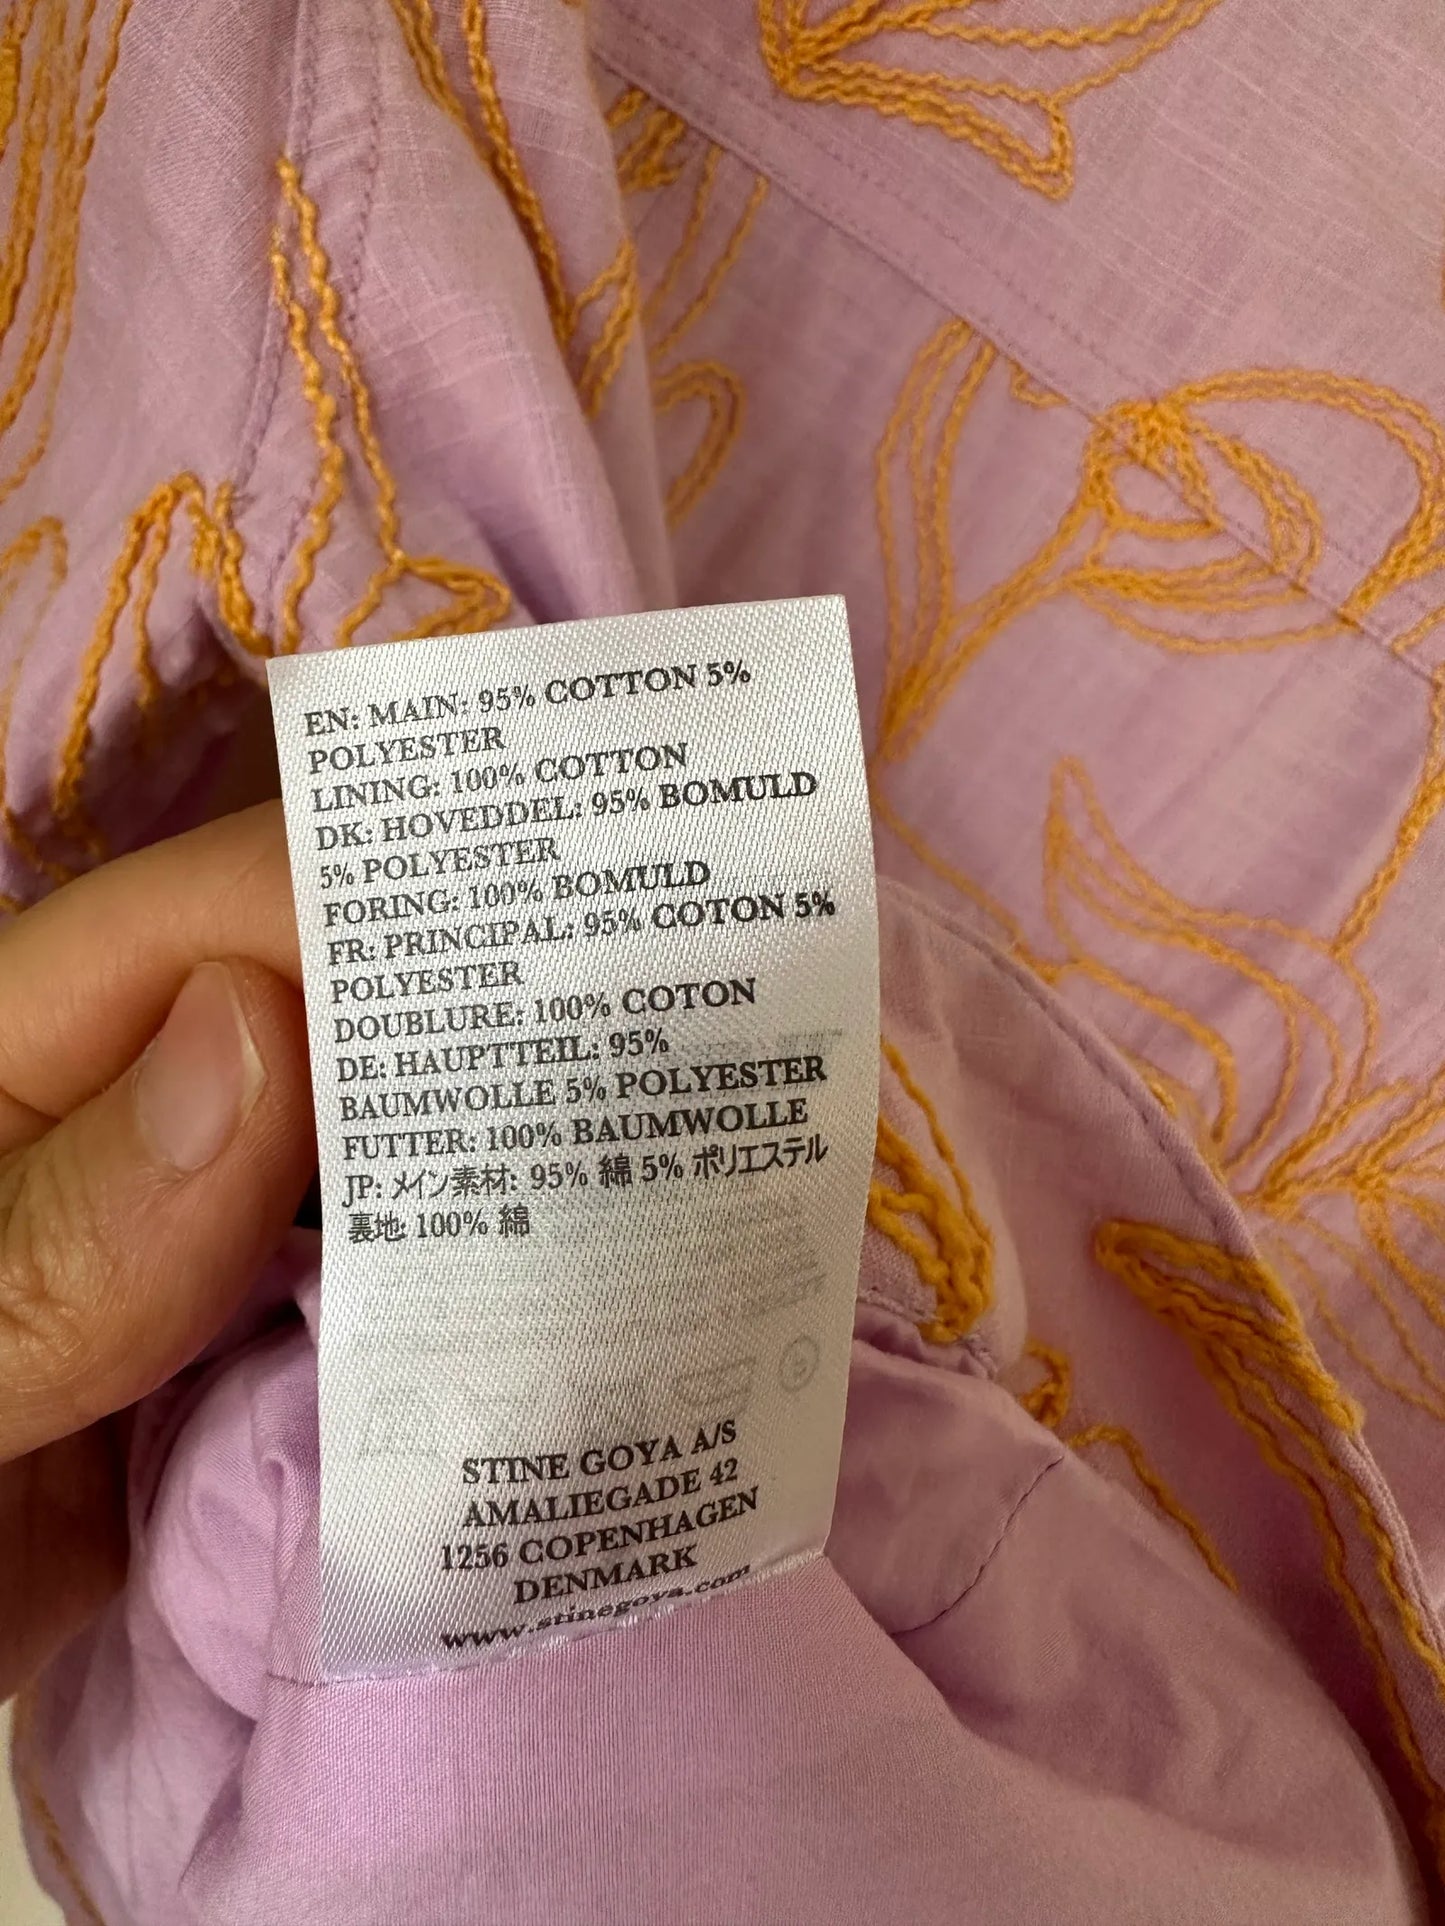 EN: MAIN: 95% COTTON 5%
POLYESTER
LINING: 100% COTTON
DK: HOVEDDEL: 95% BOMULD
5% POLYESTER
FORING: 100% BOMULD
FR: PRINCIPAL: 95% COTON 5%
POLYESTER
DOUBLURE: 100% COTON
DE: HAUPTTEIL: 95%
BAUMWOLLE 5% POLYESTER
FUTTER: 100% BAUMWOLLE
JP: メイン素材: 95% 綿 5% ポリエステル
裏地: 100% 綿
STINE GOYA A/S
AMALIEGADE 42
1256 COPENHAGEN
DENMARK
www.stinegoya.com